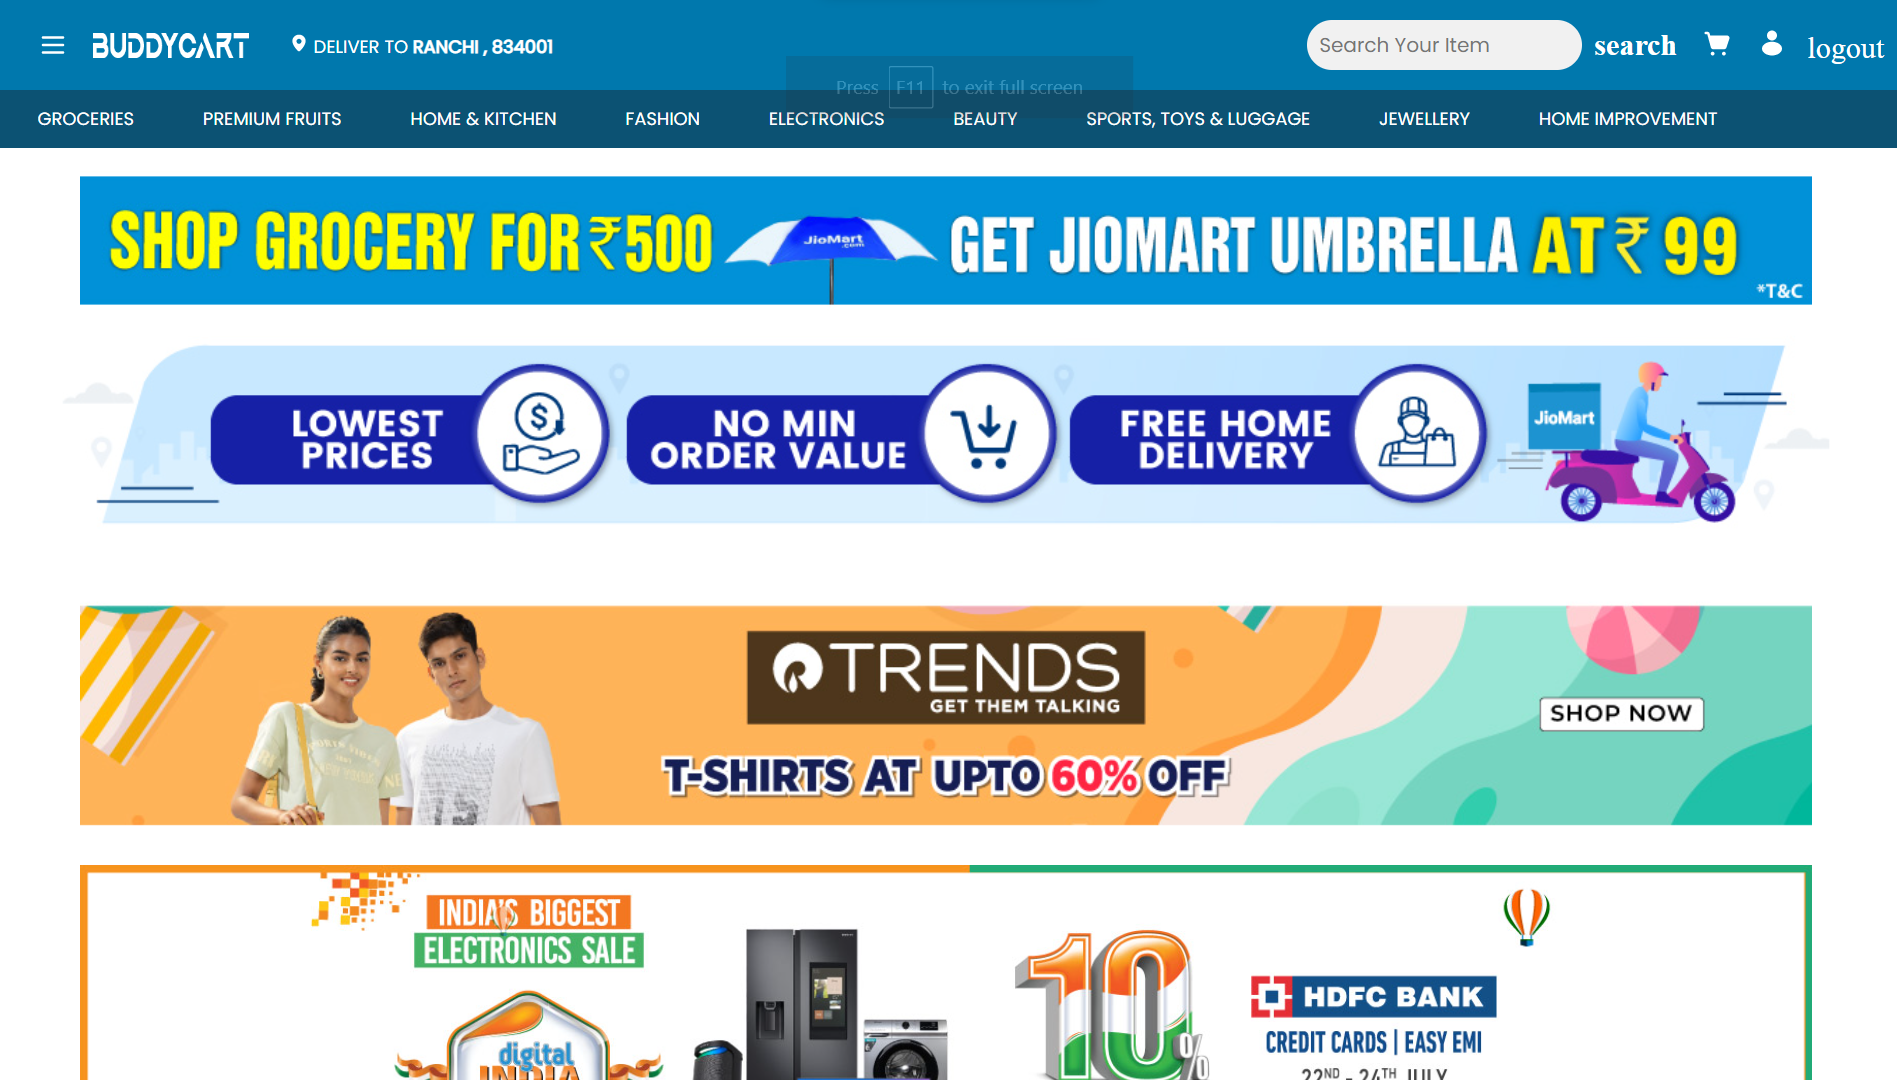 BUDDYCART
DELIVER TO RANCHI , 834001
Search Your Item
search
logout
Press F11 to exit full screen
GROCERIES
PREMIUM FRUITS
HOME & KITCHEN
FASHION
ELECTRONICS
BEAUTY
SPORTS, TOYS & LUGGAGE
JEWELLERY
HOME IMPROVEMENT
SHOP GROCERY FOR ₹500
JioMart
.com
GET JIOMART UMBRELLA AT ₹ 99
*T&C
LOWEST
PRICES
NO MIN
ORDER VALUE
FREE HOME
DELIVERY
JioMart
TRENDS
GET THEM TALKING
T-SHIRTS AT UPTO 60% OFF
SHOP NOW
INDIA'S BIGGEST
ELECTRONICS SALE
digital
INDIA
10%
HDFC BANK
CREDIT CARDS | EASY EMI
22ND - 24TH JULY